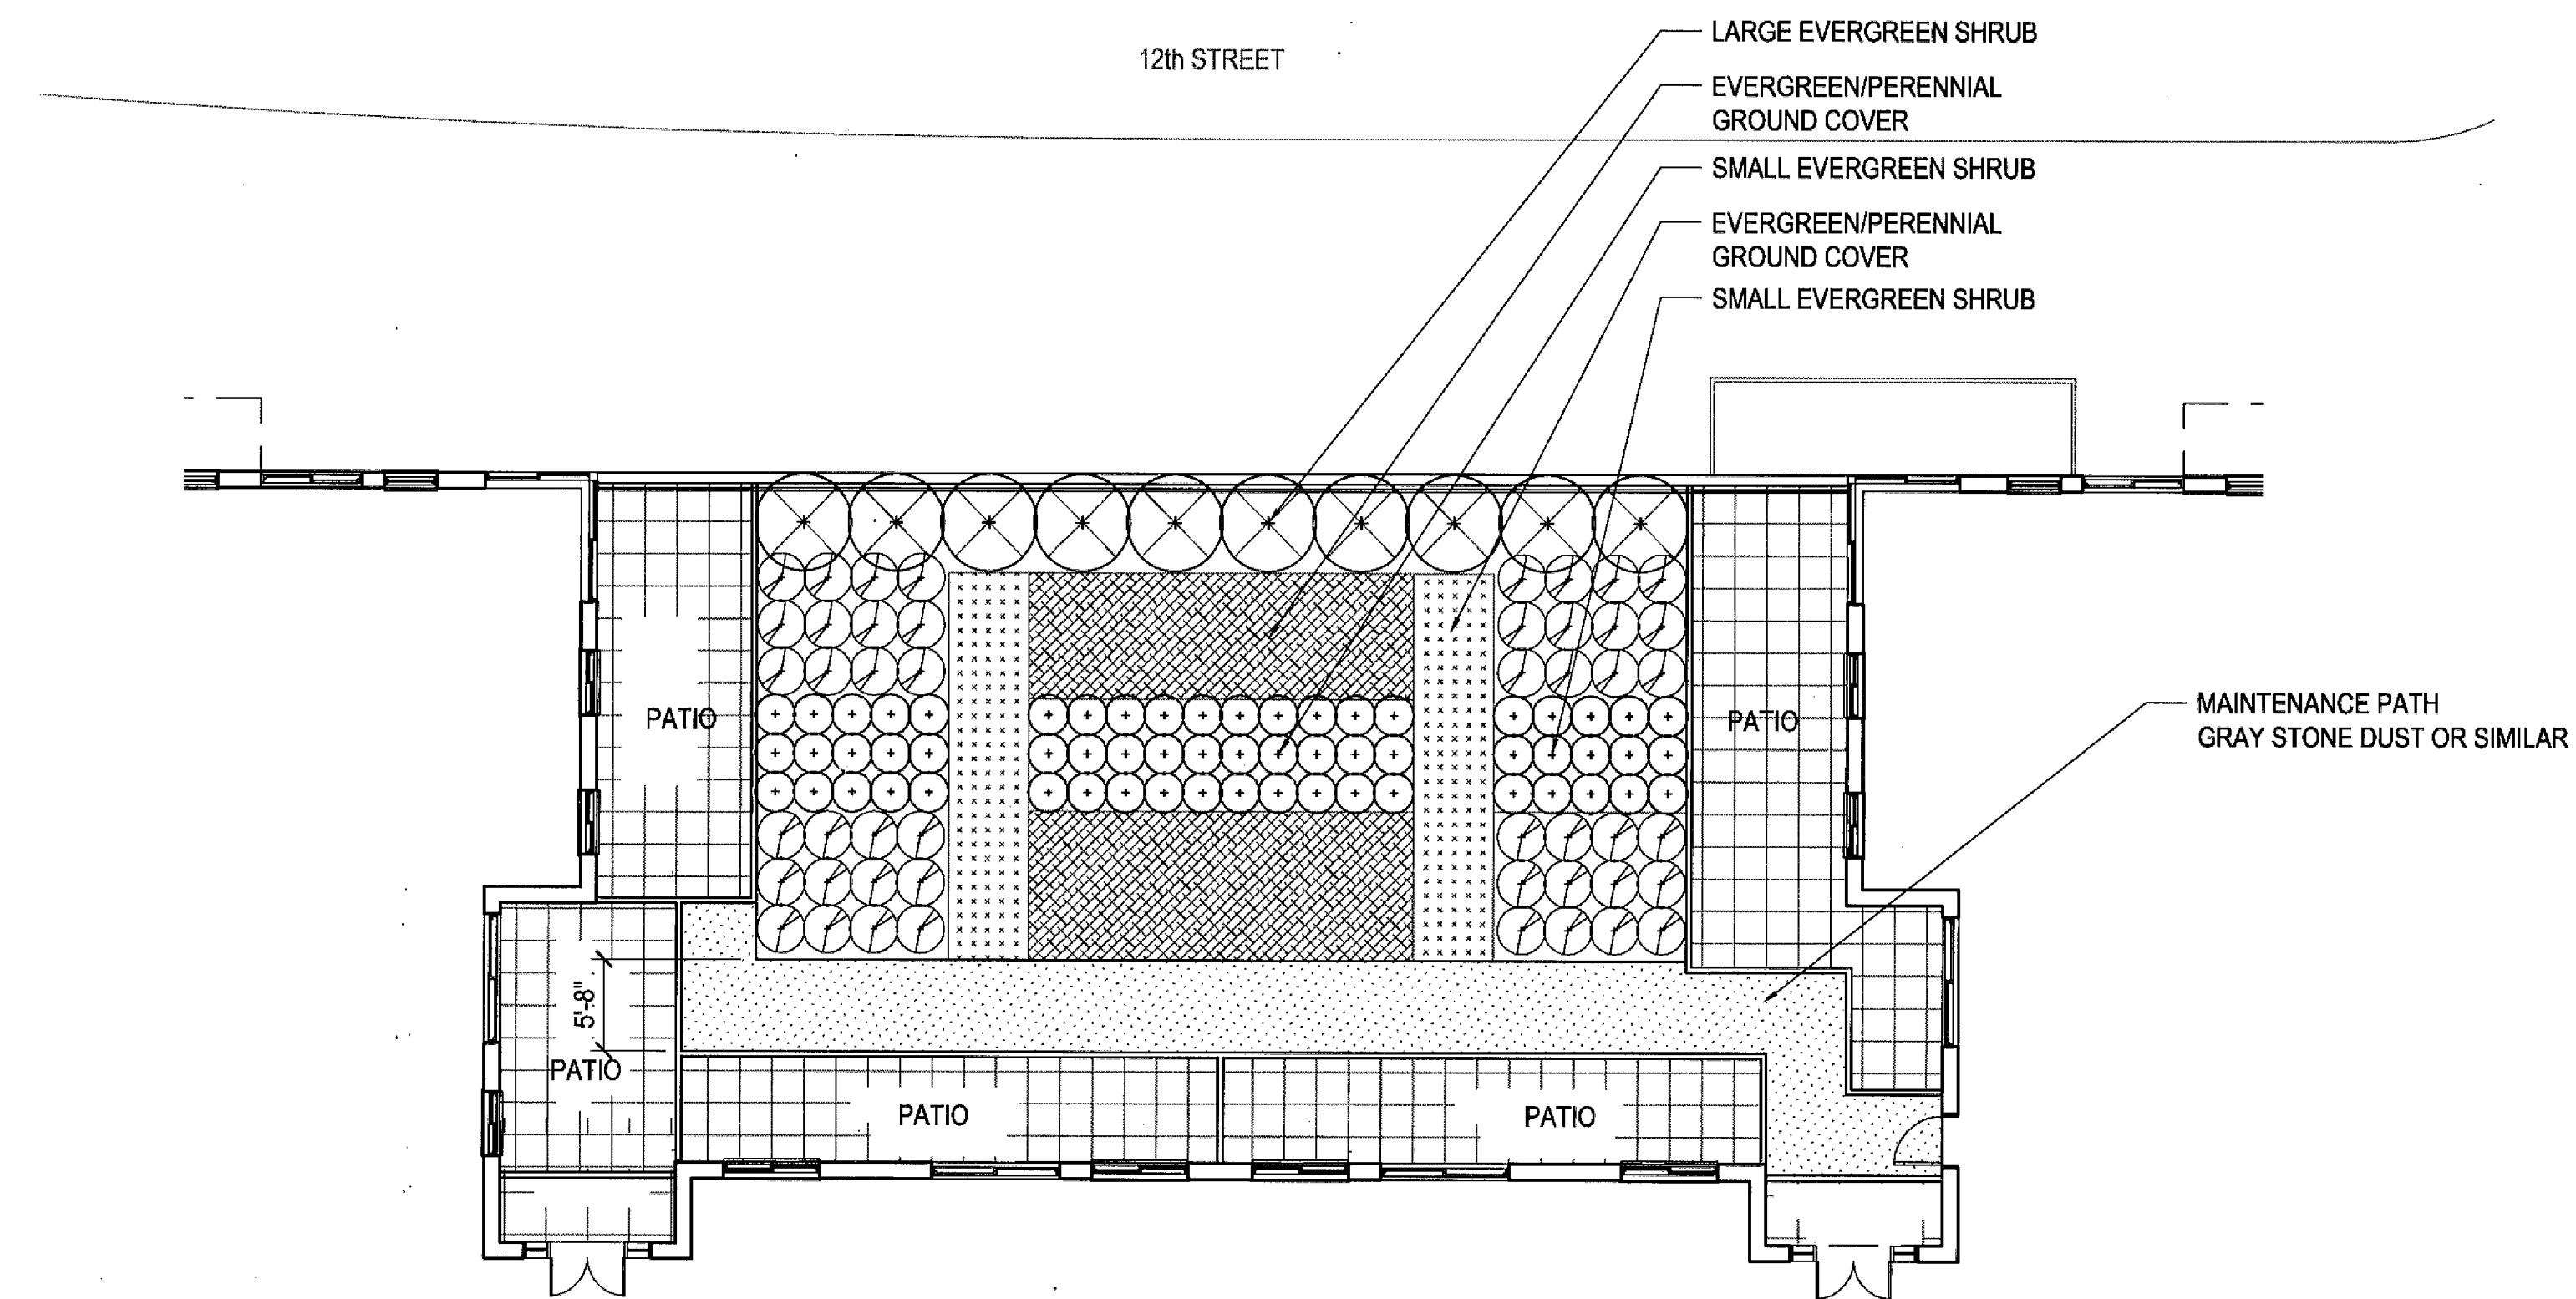 12th STREET
LARGE EVERGREEN SHRUB
EVERGREEN/PERENNIAL
GROUND COVER
SMALL EVERGREEN SHRUB
EVERGREEN/PERENNIAL
GROUND COVER
SMALL EVERGREEN SHRUB
PATIO
PATIO
MAINTENANCE PATH
GRAY STONE DUST OR SIMILAR
5'-8"
PATIO
PATIO
PATIO